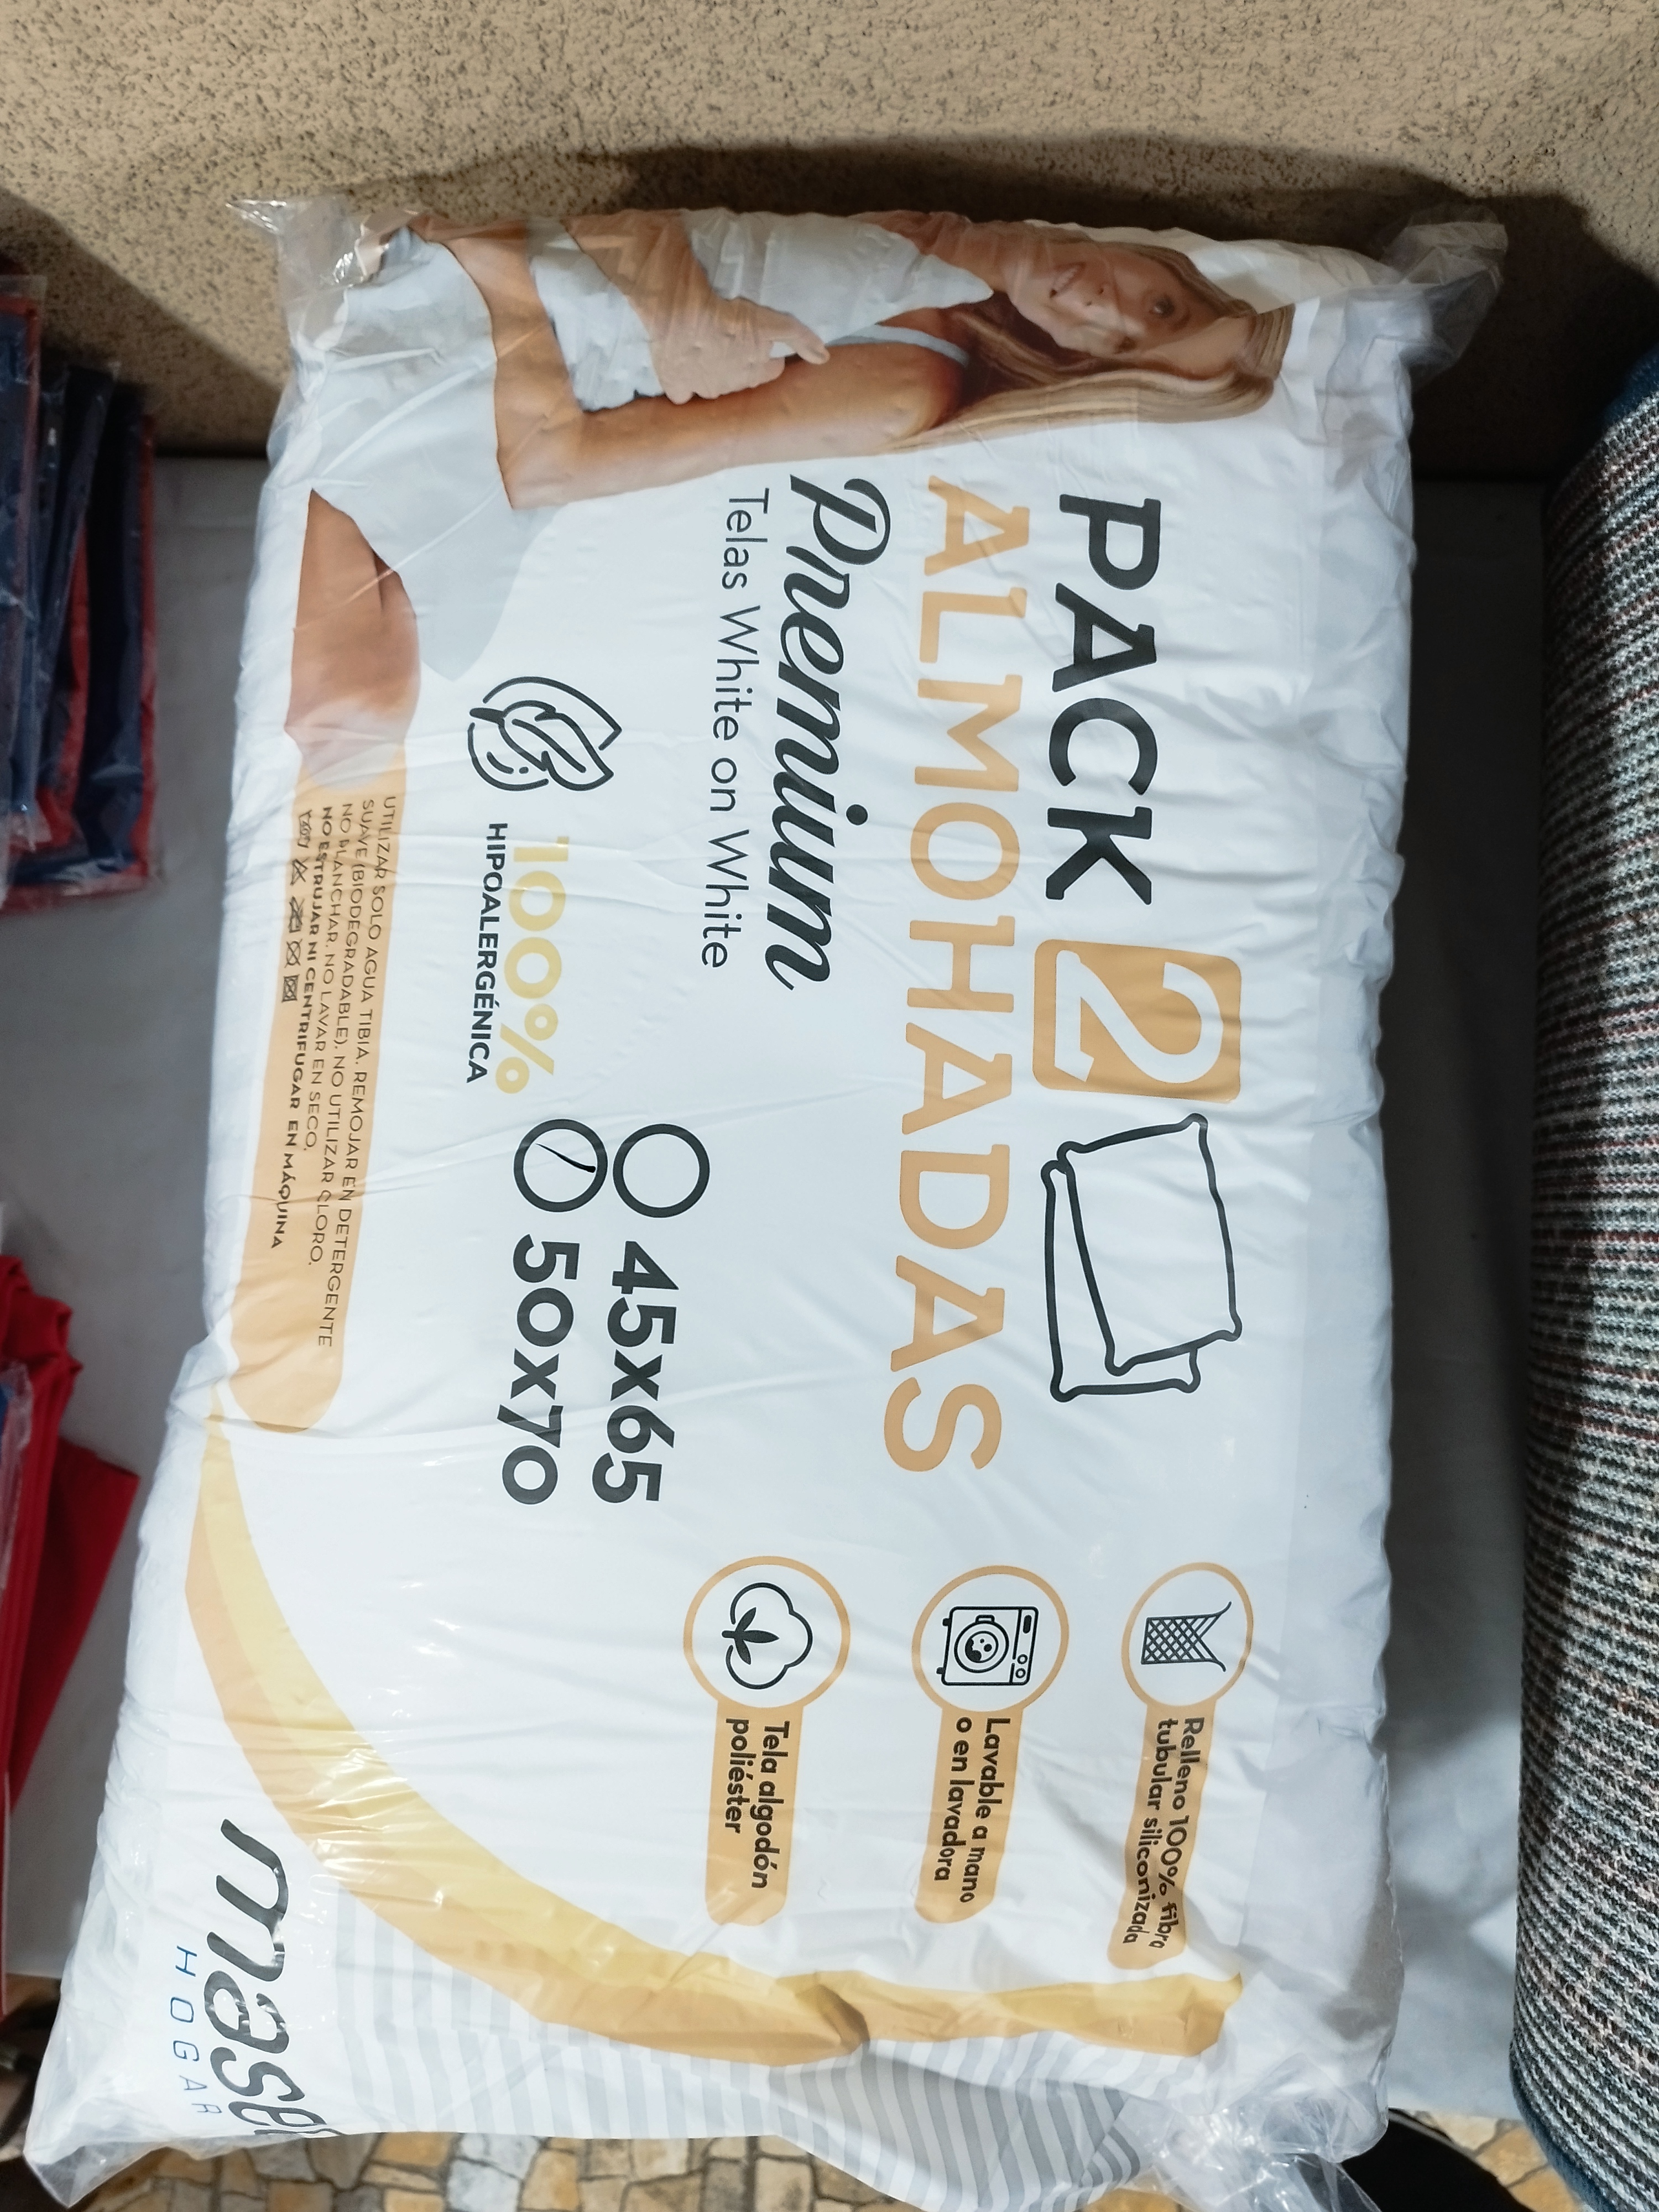 PACK 2
ALMOHADAS
Premium
Telas White on White
100%
HIPOALERGÉNICA
45x65
50x70
UTILIZAR SOLO AGUA TIBIA. REMOJAR EN DETERGENTE
SUAVE (BIODEGRADABLE). NO UTILIZAR CLORO,
NO PLANCHAR. NO LAVAR EN SECO.
NO ESTRUJAR NI CENTRIFUGAR EN MÁQUINA
Relleno 100% fibra
tubular siliconizada
Lavable a mano
o en lavadora
Tela algodón
poliéster
HOGAR